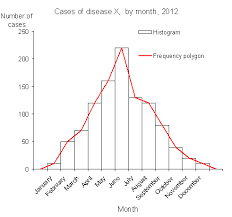 Cases of disease X, by month, 2012
Number of
cases
Histogram
Frequency polygon
250
200
150
100
50
0
January
February
March
April
May
June
July
August
September
October
November
December
Month